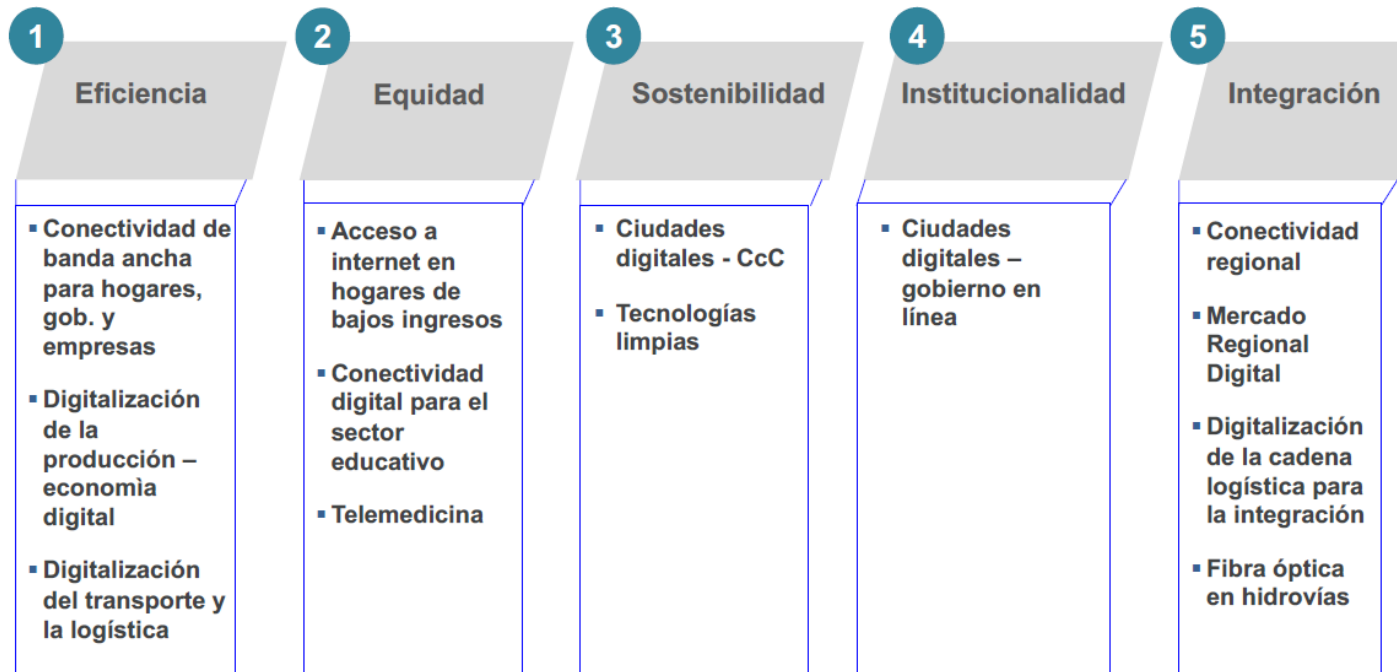 1
Eficiencia
▪ Conectividad de
banda ancha
para hogares,
gob. y
empresas
▪ Digitalización
de la
producción –
economìa
digital
▪ Digitalización
del transporte y
la logística
2
Equidad
▪ Acceso a
internet en
hogares de
bajos ingresos
▪ Conectividad
digital para el
sector
educativo
▪ Telemedicina
3
Sostenibilidad
▪ Ciudades
digitales - CcC
▪ Tecnologías
limpias
4
Institucionalidad
▪ Ciudades
digitales –
gobierno en
línea
5
Integración
▪ Conectividad
regional
▪ Mercado
Regional
Digital
▪ Digitalización
de la cadena
logística para
la integración
▪ Fibra óptica
en hidrovías